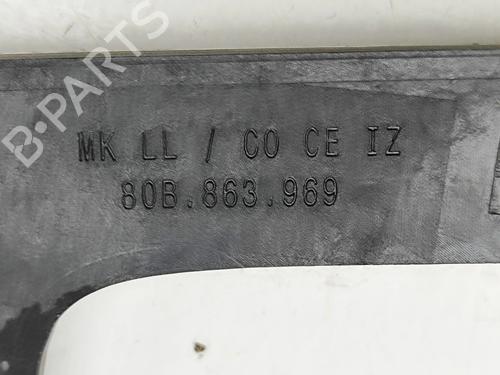 B-PARTS
MK LL / CO CE IZ
80B.863.969